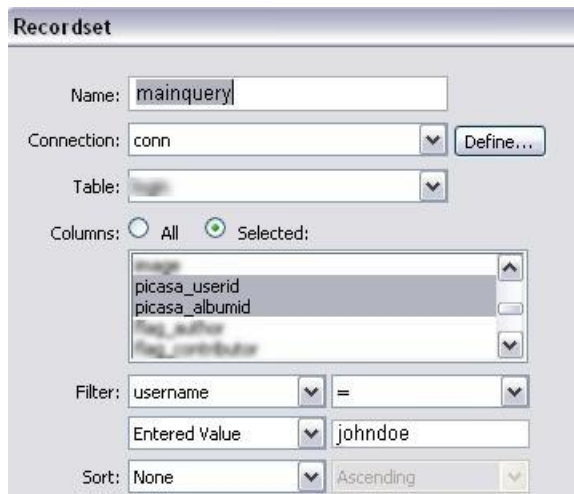 Recordset
Name: mainquery
Connection: conn Define...
Table:
Columns: All Selected:
picasa_userid
picasa_albumid
Filter: username =
Entered Value johndoe
Sort: None Ascending